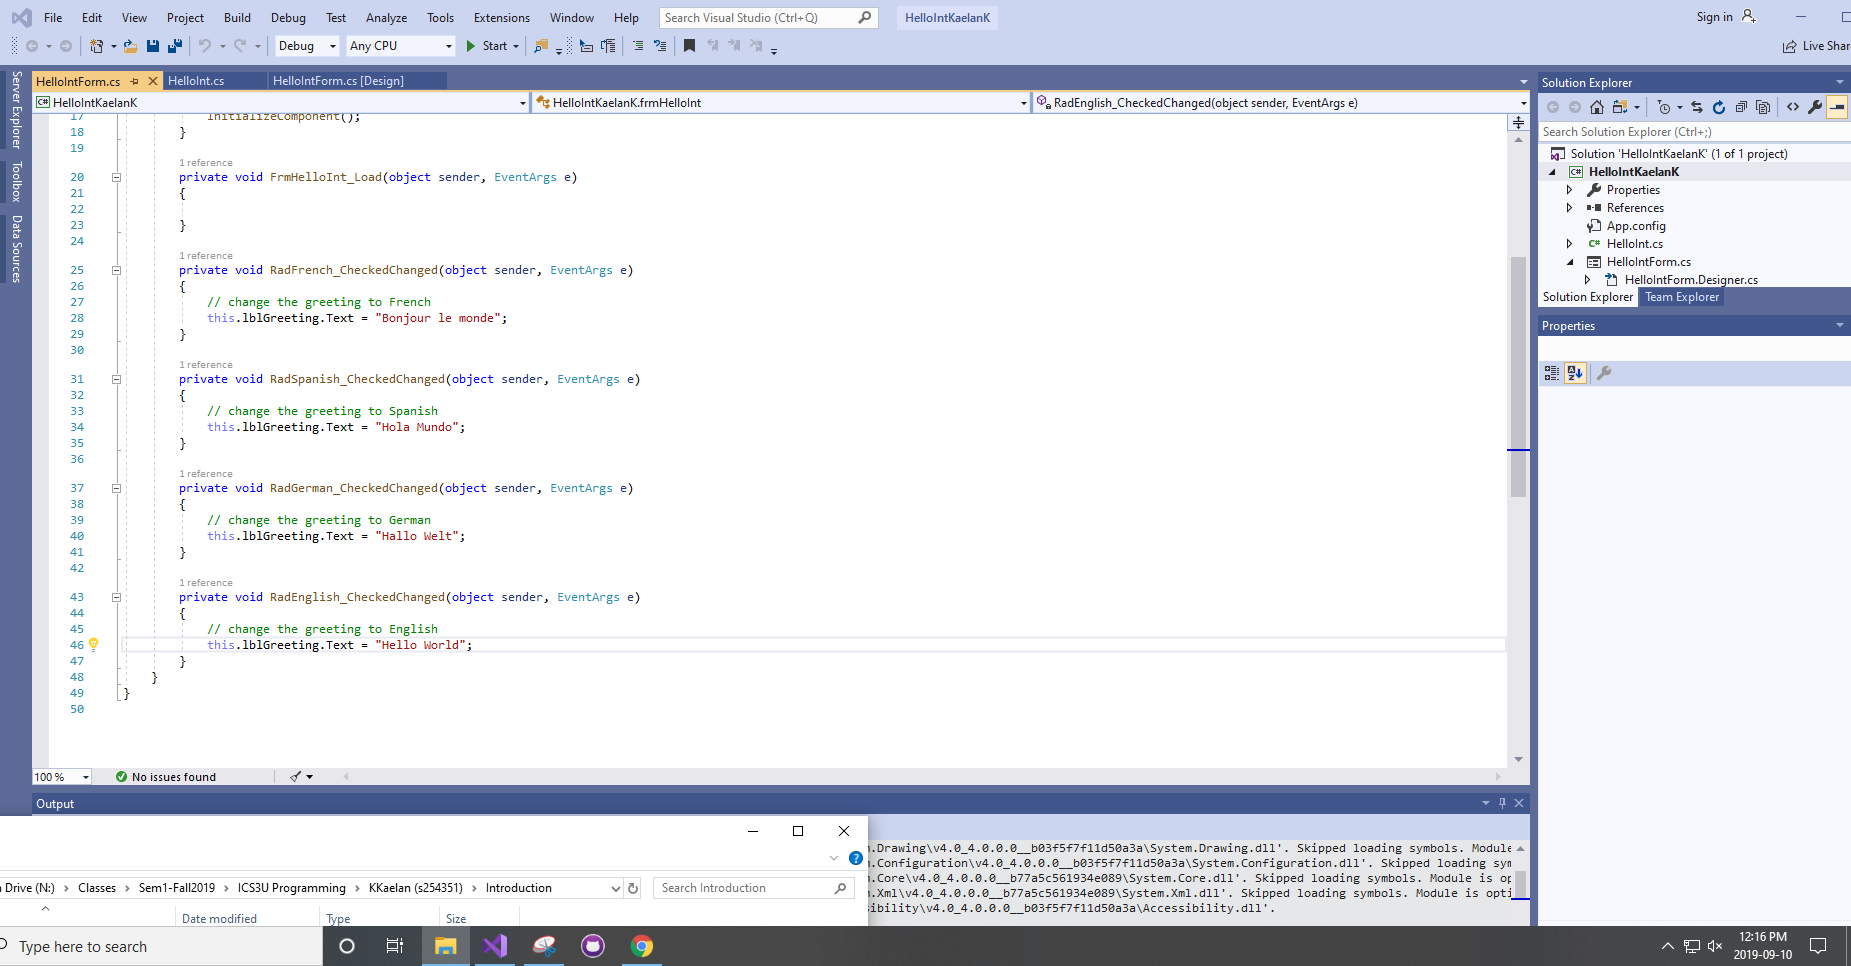 File Edit View Project Build Debug Test Analyze Tools Extensions Window Help Search Visual Studio (Ctrl+Q) HelloIntKaelanK Sign in
Debug Any CPU Start Live Shar
HelloIntForm.cs HelloInt.cs HelloIntForm.cs [Design]
HelloIntKaelanK HelloIntKaelanK.frmHelloInt RadEnglish_CheckedChanged(object sender, EventArgs e)
Server Explorer
Toolbox
Data Sources
17 InitializeComponent();
18 }
19
1 reference
20 private void FrmHelloInt_Load(object sender, EventArgs e)
21 {
22
23 }
24
1 reference
25 private void RadFrench_CheckedChanged(object sender, EventArgs e)
26 {
27 // change the greeting to French
28 this.lblGreeting.Text = "Bonjour le monde";
29 }
30
1 reference
31 private void RadSpanish_CheckedChanged(object sender, EventArgs e)
32 {
33 // change the greeting to Spanish
34 this.lblGreeting.Text = "Hola Mundo";
35 }
36
1 reference
37 private void RadGerman_CheckedChanged(object sender, EventArgs e)
38 {
39 // change the greeting to German
40 this.lblGreeting.Text = "Hallo Welt";
41 }
42
1 reference
43 private void RadEnglish_CheckedChanged(object sender, EventArgs e)
44 {
45 // change the greeting to English
46 this.lblGreeting.Text = "Hello World";
47 }
48 }
49 }
50
100 % No issues found
Solution Explorer
Search Solution Explorer (Ctrl+;)
Solution 'HelloIntKaelanK' (1 of 1 project)
C# HelloIntKaelanK
Properties
References
App.config
C# HelloInt.cs
HelloIntForm.cs
HelloIntForm.Designer.cs
Solution Explorer Team Explorer
Properties
Output
n.Drawing\v4.0_4.0.0.0__b03f5f7f11d50a3a\System.Drawing.dll'. Skipped loading symbols. Module
n.Configuration\v4.0_4.0.0.0__b03f5f7f11d50a3a\System.Configuration.dll'. Skipped loading sym
n.Core\v4.0_4.0.0.0__b77a5c561934e089\System.Core.dll'. Skipped loading symbols. Module is op
n.Xml\v4.0_4.0.0.0__b77a5c561934e089\System.Xml.dll'. Skipped loading symbols. Module is opti
sibility\v4.0_4.0.0.0__b03f5f7f11d50a3a\Accessibility.dll'.
Drive (N:) Classes Sem1-Fall2019 ICS3U Programming KKaelan (s254351) Introduction Search Introduction
Date modified Type Size
Type here to search
12:16 PM
2019-09-10